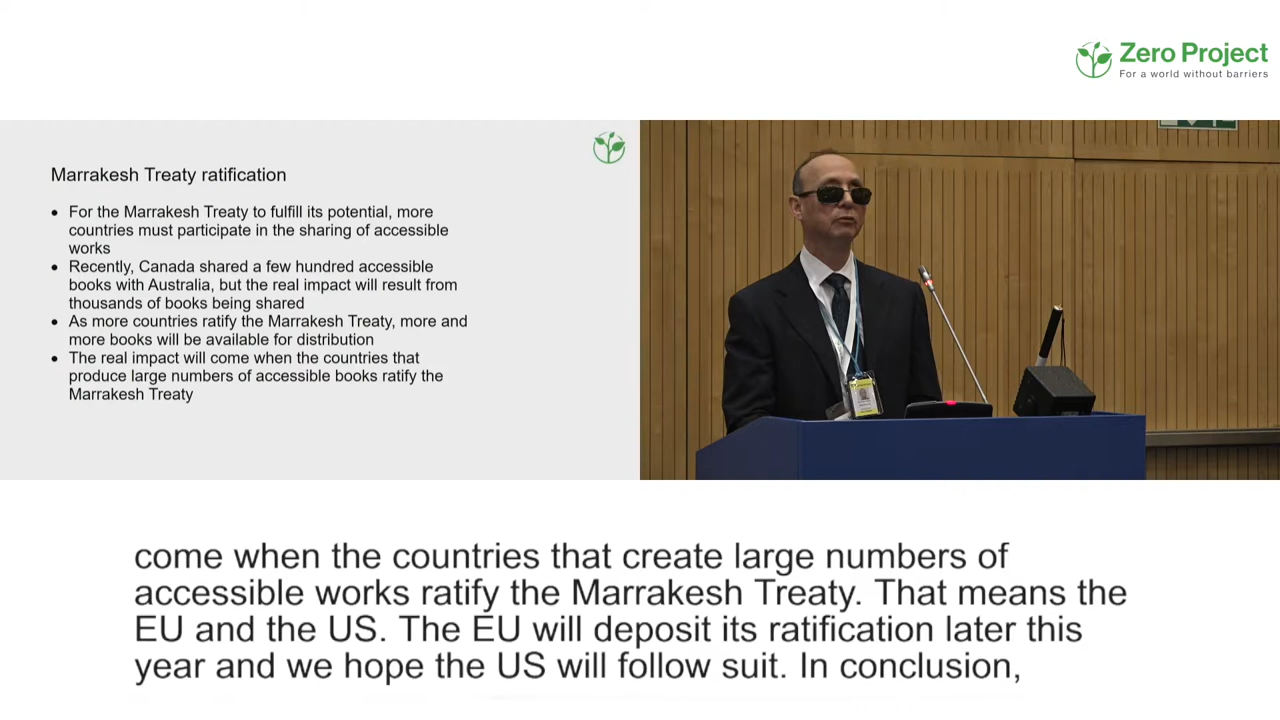 Zero Project
For a world without barriers
Marrakesh Treaty ratification
• For the Marrakesh Treaty to fulfill its potential, more
countries must participate in the sharing of accessible
works
• Recently, Canada shared a few hundred accessible
books with Australia, but the real impact will result from
thousands of books being shared
• As more countries ratify the Marrakesh Treaty, more and
more books will be available for distribution
• The real impact will come when the countries that
produce large numbers of accessible books ratify the
Marrakesh Treaty
come when the countries that create large numbers of
accessible works ratify the Marrakesh Treaty. That means the
EU and the US. The EU will deposit its ratification later this
year and we hope the US will follow suit. In conclusion,